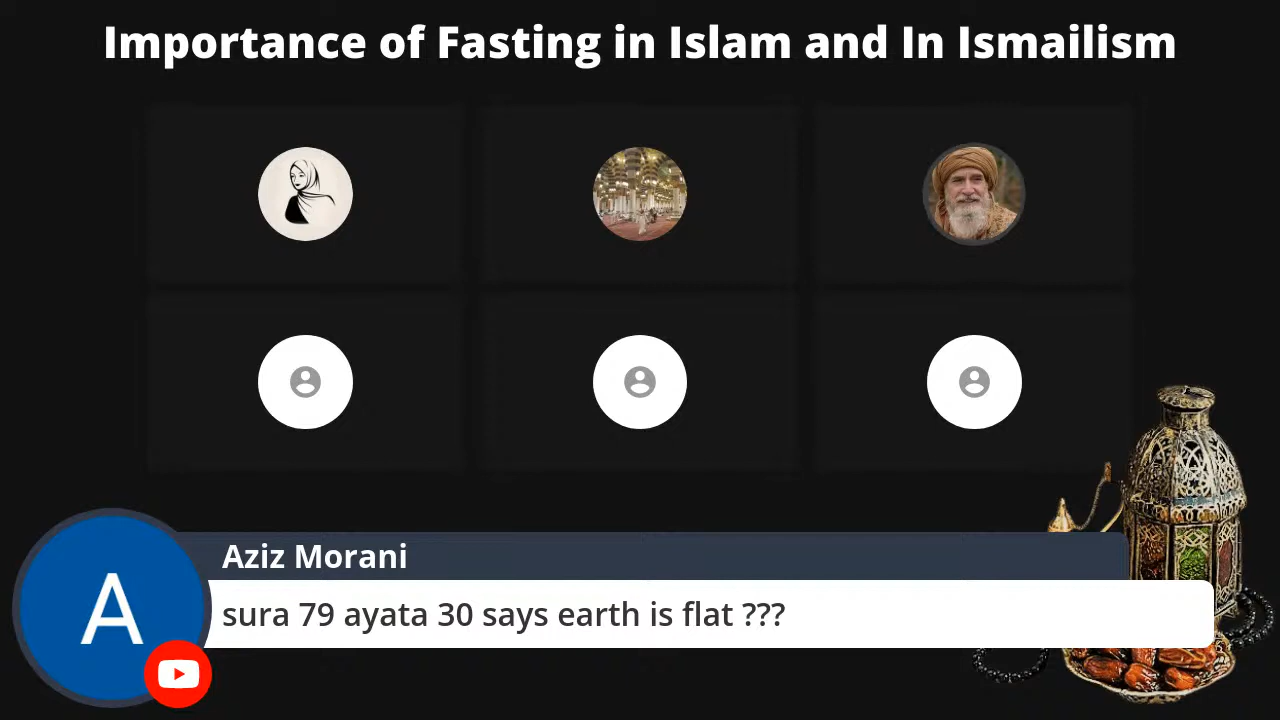 Importance of Fasting in Islam and In Ismailism
A
Aziz Morani
sura 79 ayata 30 says earth is flat ???